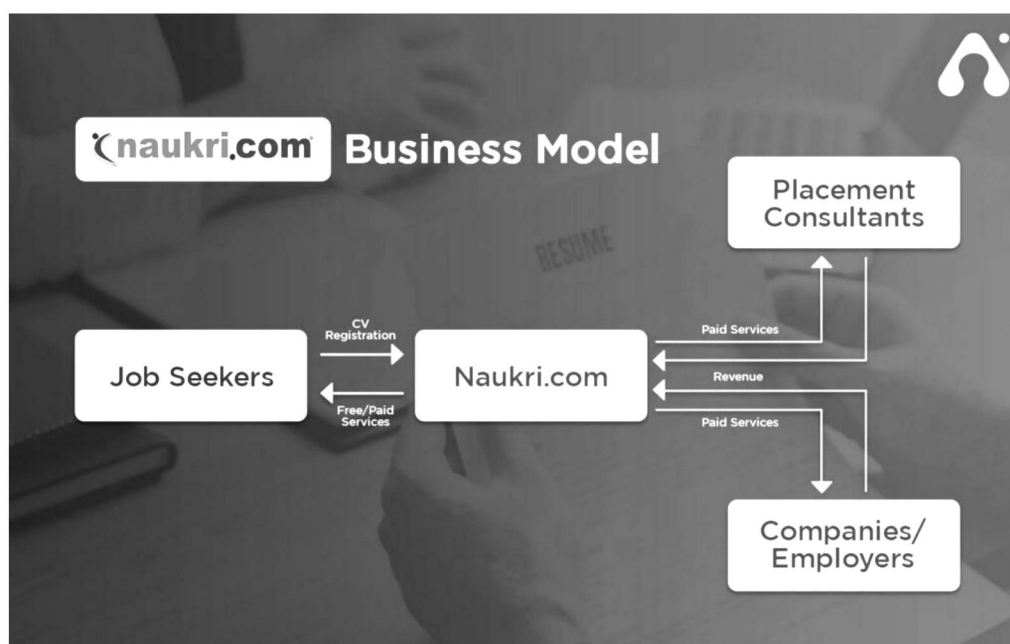 naukri.com Business Model
Placement
Consultants
RESUME
CV
Registration
Paid Services
Job Seekers
Naukri.com
Revenue
Free/Paid
Services
Paid Services
Companies/
Employers